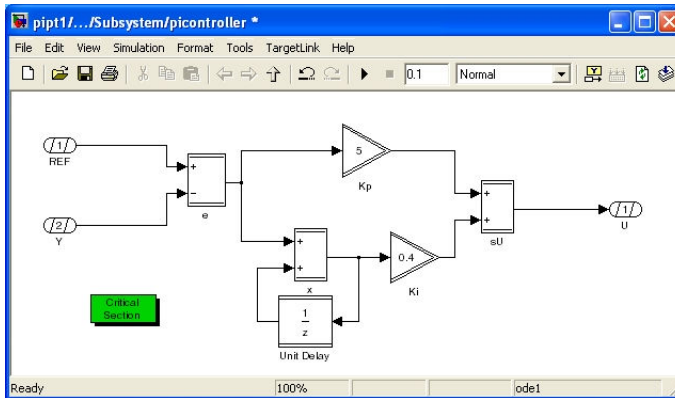 pipt1/.../Subsystem/picontroller *
File Edit View Simulation Format Tools TargetLink Help
0.1 Normal
1
REF
+
-
e
2
Y
5
Kp
+
+
x
0.4
Ki
+
+
sU
1
U
1
z
Unit Delay
Critical
Section
Ready 100% ode1